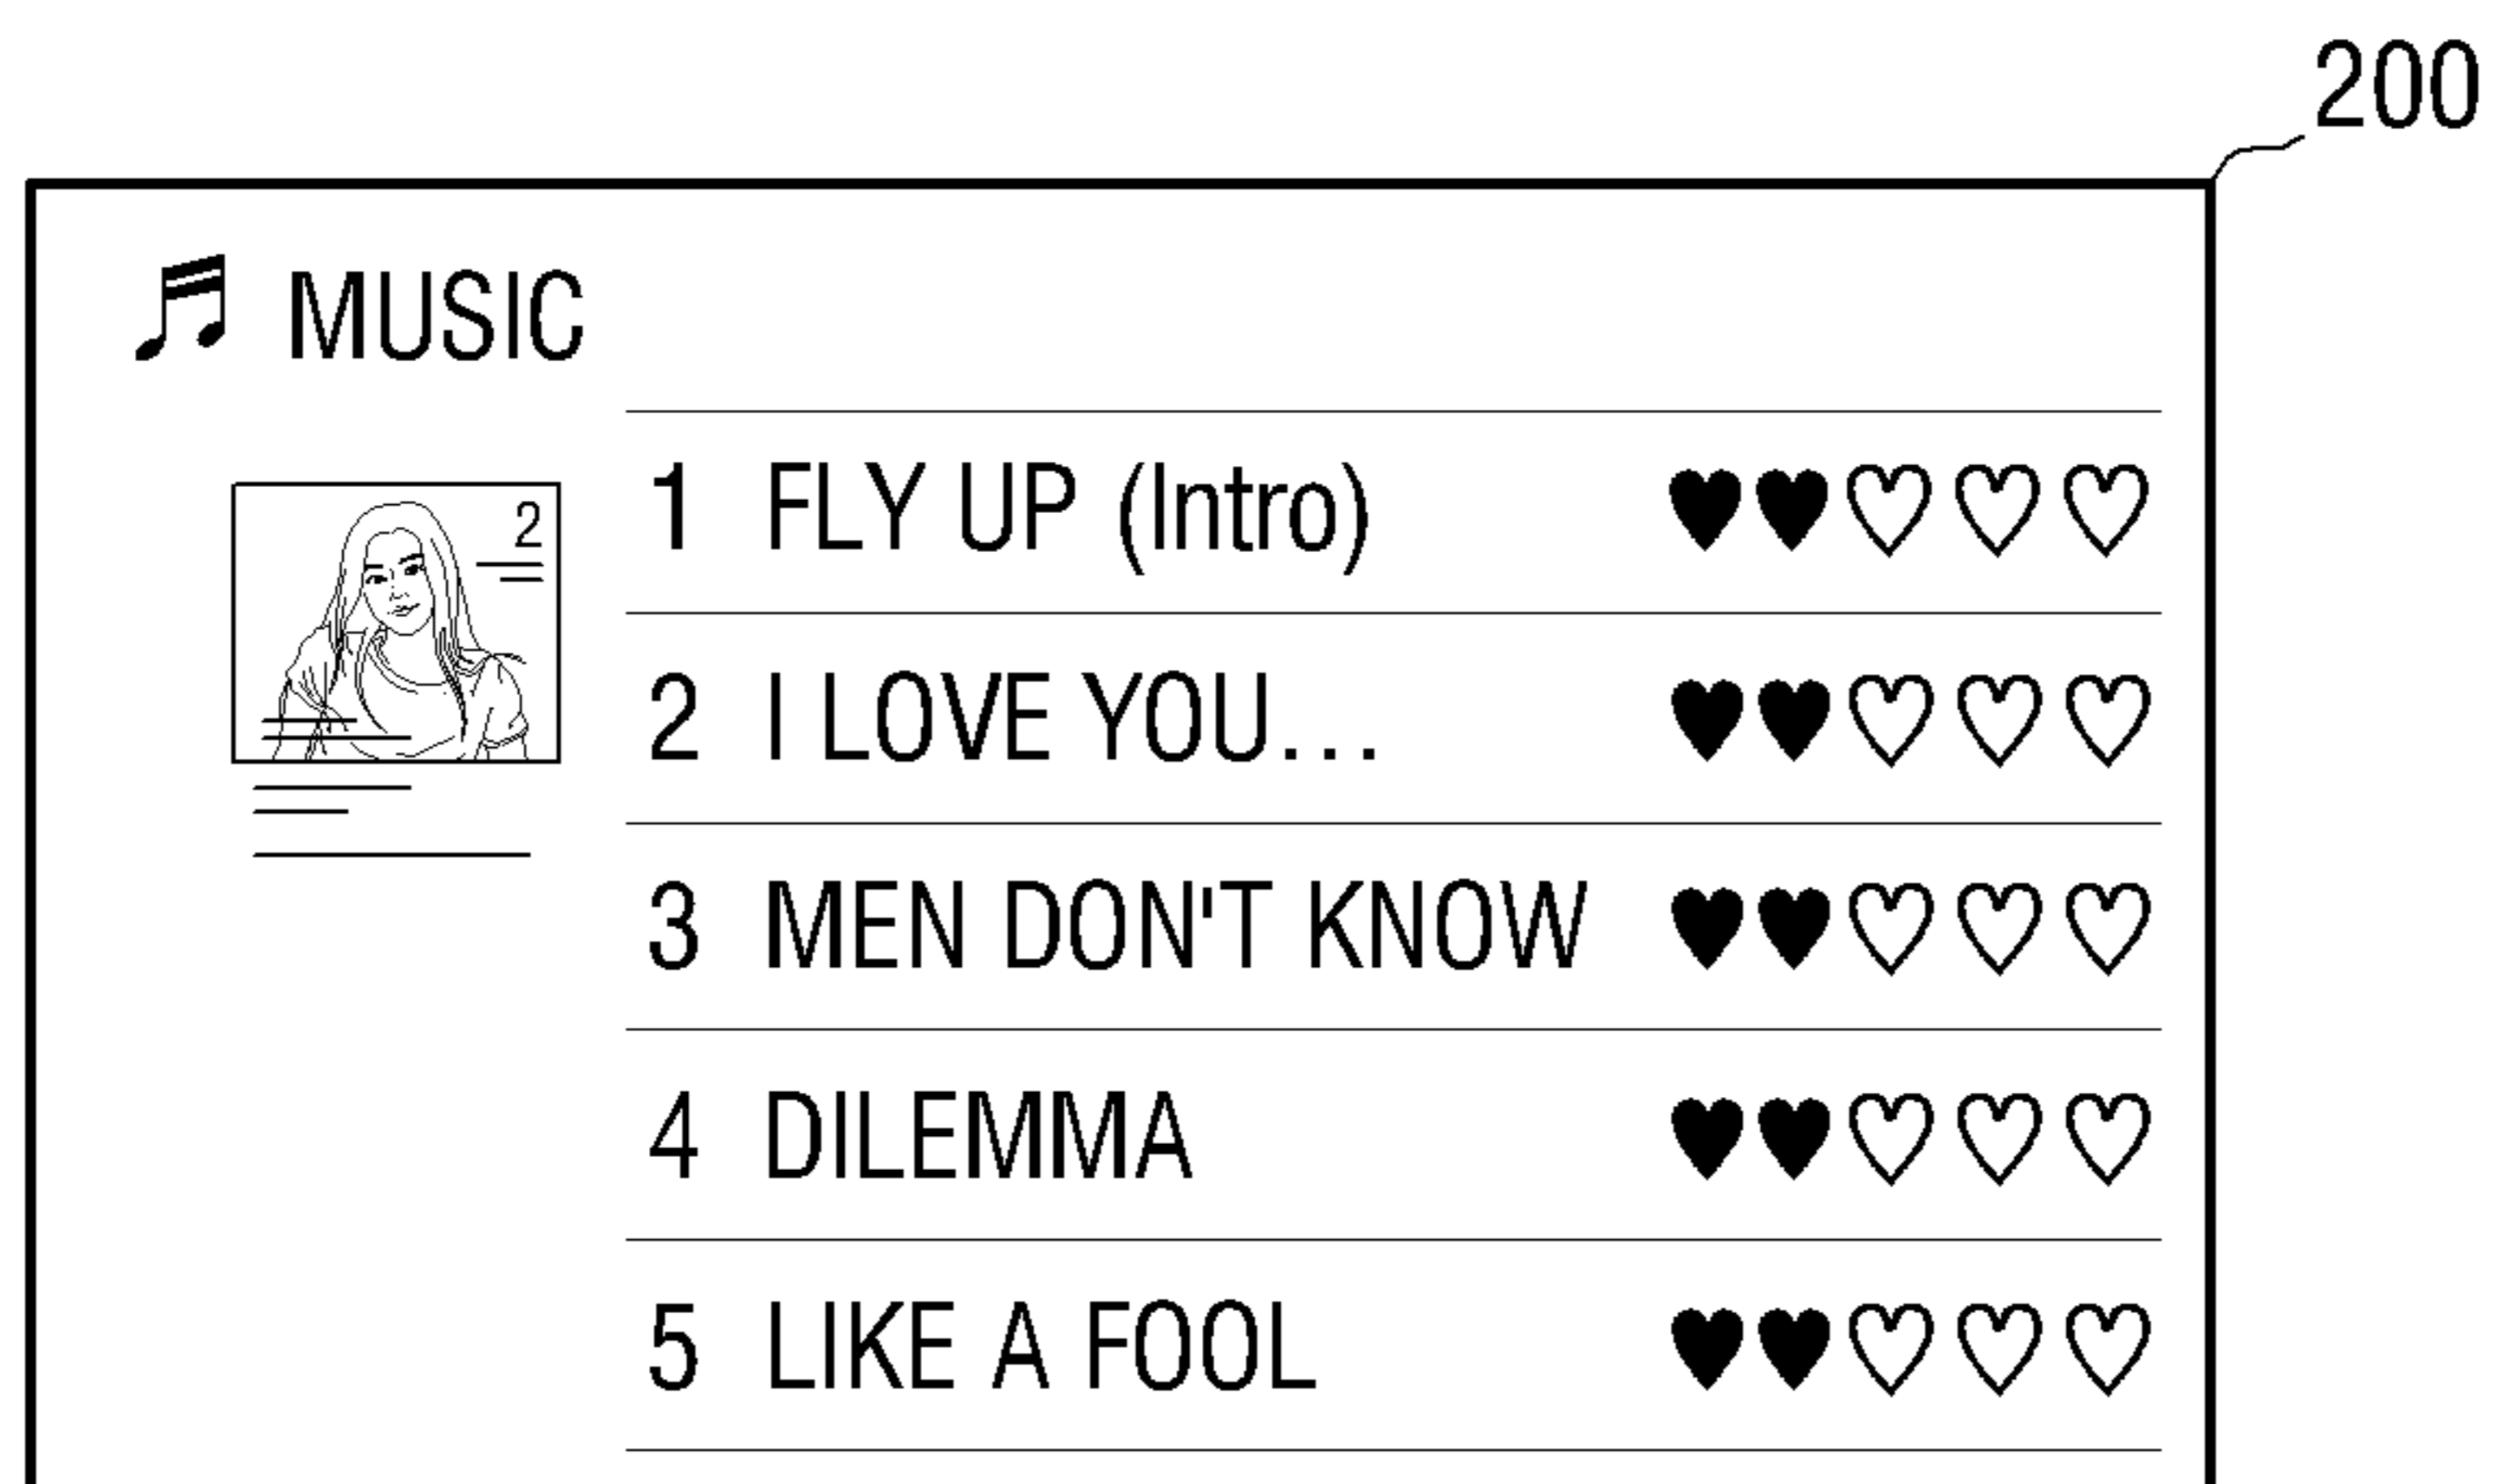 200
MUSIC
2
1 FLY UP (Intro)
2 I LOVE YOU...
3 MEN DON'T KNOW
4 DILEMMA
5 LIKE A FOOL